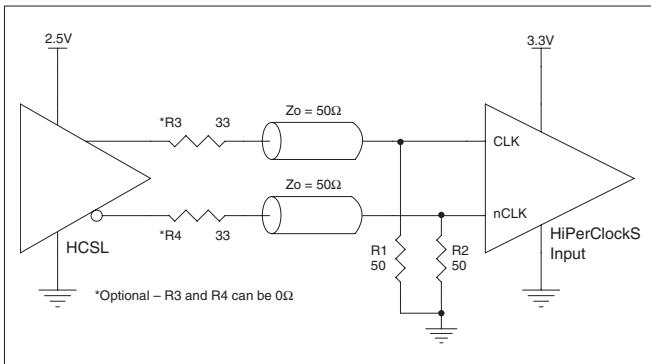 2.5V
3.3V
*R3 33
Zo = 50Ω
CLK
Zo = 50Ω
nCLK
*R4 33
HCSL
HiPerClockS
Input
R1
50
R2
50
*Optional – R3 and R4 can be 0Ω